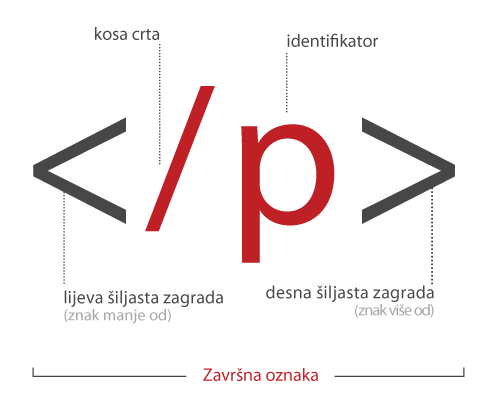 kosa crta
identifikator
</p>
lijeva šiljasta zagrada
(znak manje od)
desna šiljasta zagrada
(znak više od)
Završna oznaka